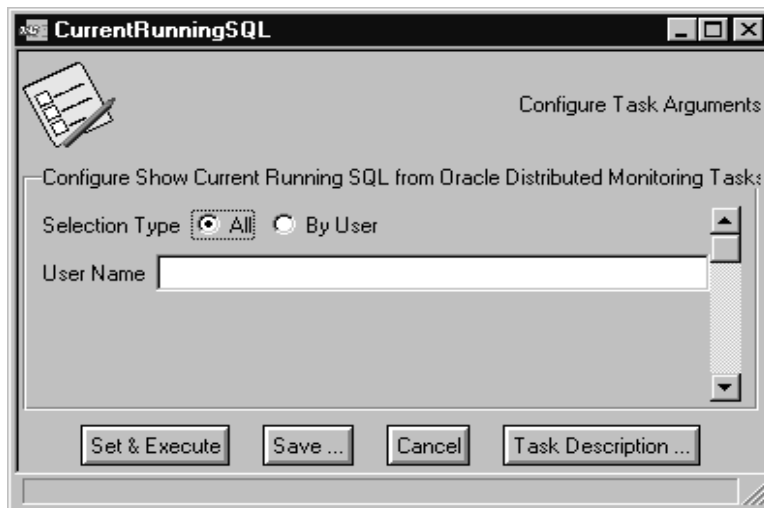 CurrentRunningSQL
Configure Task Arguments
Configure Show Current Running SQL from Oracle Distributed Monitoring Tasks
Selection Type All By User
User Name
Set & Execute Save ... Cancel Task Description ...